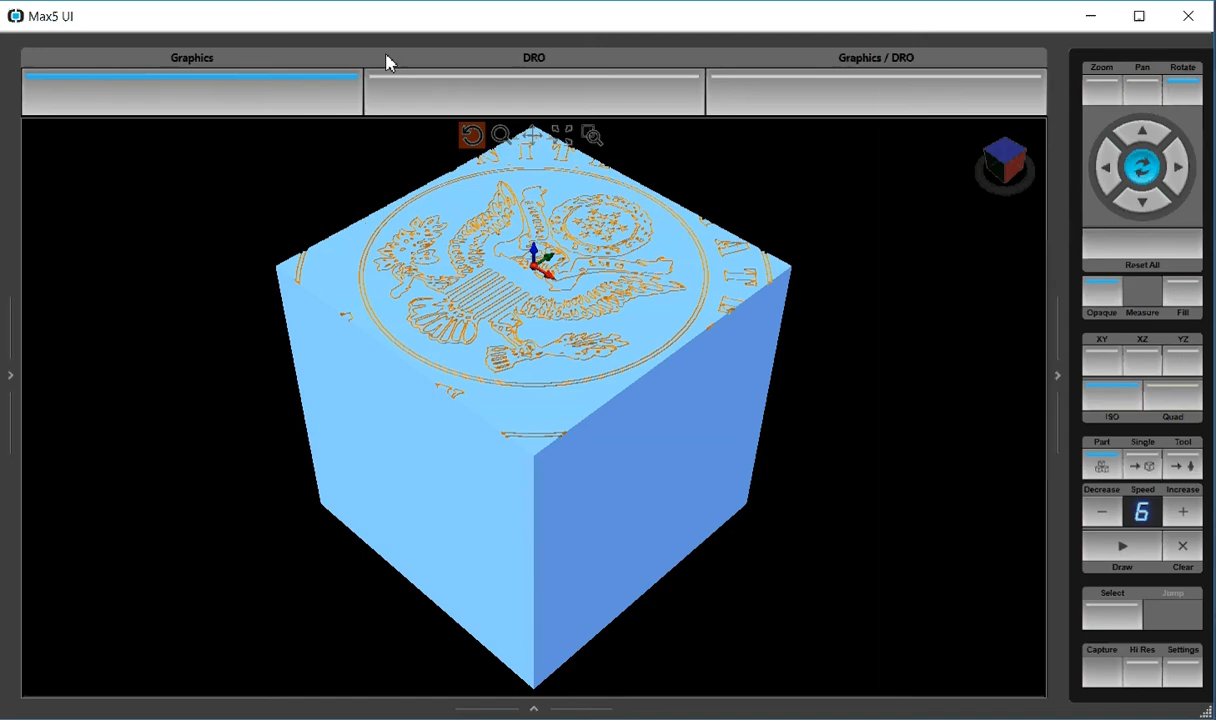 Max5 UI
Graphics
DRO
Graphics / DRO
Zoom Pan Rotate
Reset All
Opaque Measure Fill
XY XZ YZ
ISO Quad
Part Single Tool
Decrease Speed Increase
6
Draw Clear
Select Jump
Capture Hi Res Settings